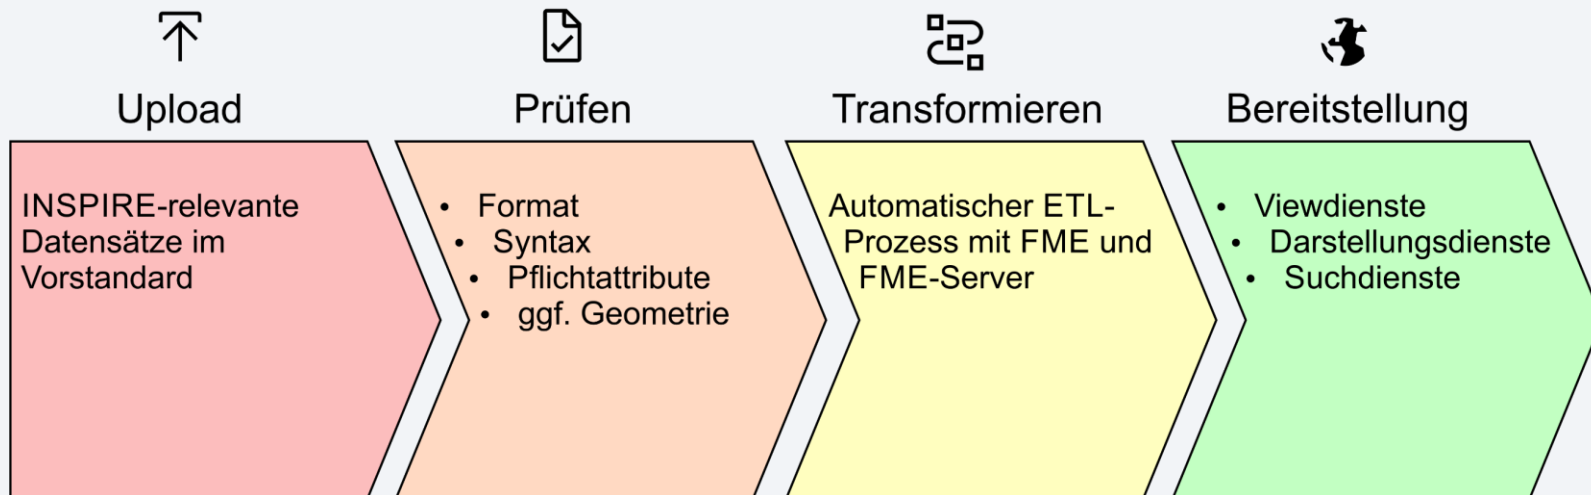 Upload
INSPIRE-relevante
Datensätze im
Vorstandard
Prüfen
• Format
• Syntax
• Pflichtattribute
• ggf. Geometrie
Transformieren
Automatischer ETL-
Prozess mit FME und
FME-Server
Bereitstellung
• Viewdienste
• Darstellungsdienste
• Suchdienste